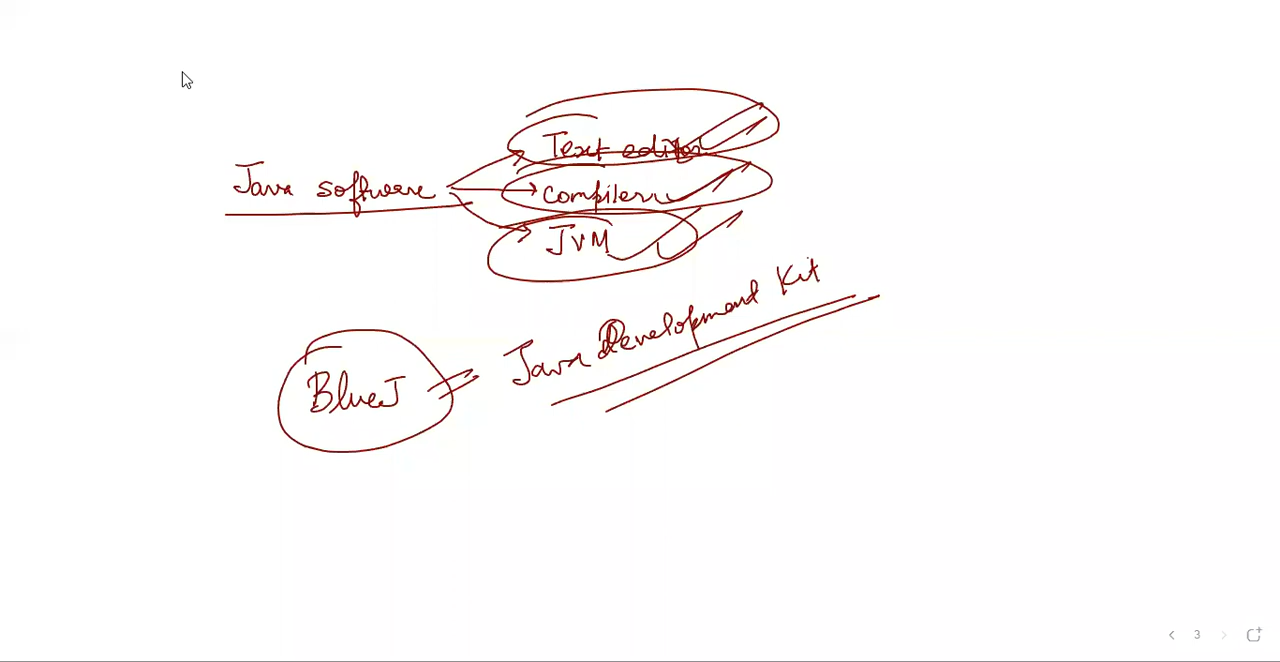 Text editor
Java software
Compiler
JVM
Java Development Kit
BlueJ
3